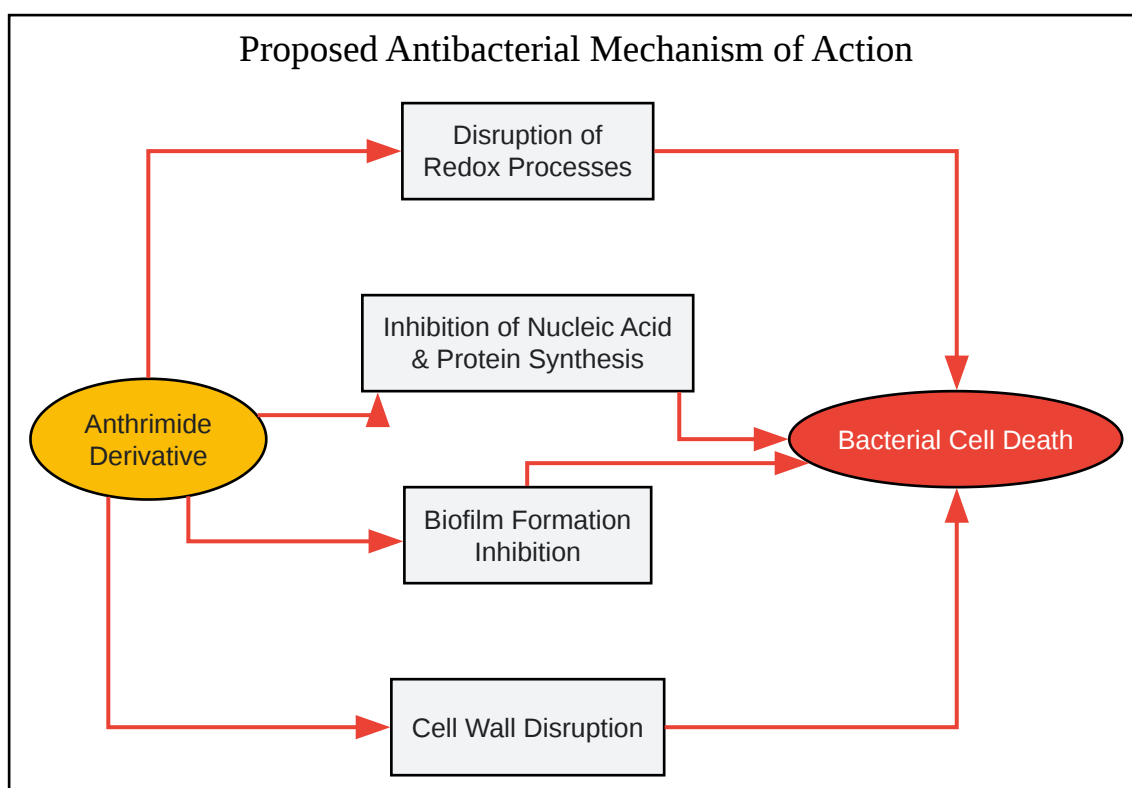 Proposed Antibacterial Mechanism of Action
Disruption of
Redox Processes
Inhibition of Nucleic Acid
& Protein Synthesis
Anthrimide
Derivative
Bacterial Cell Death
Biofilm Formation
Inhibition
Cell Wall Disruption